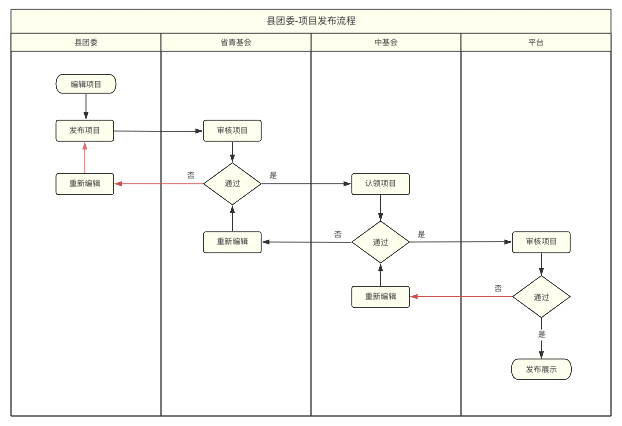 县团委-项目发布流程
县团委
省青基会
中基会
平台
编辑项目
发布项目
审核项目
重新编辑
否
通过
是
认领项目
重新编辑
否
通过
是
审核项目
重新编辑
否
通过
是
发布展示